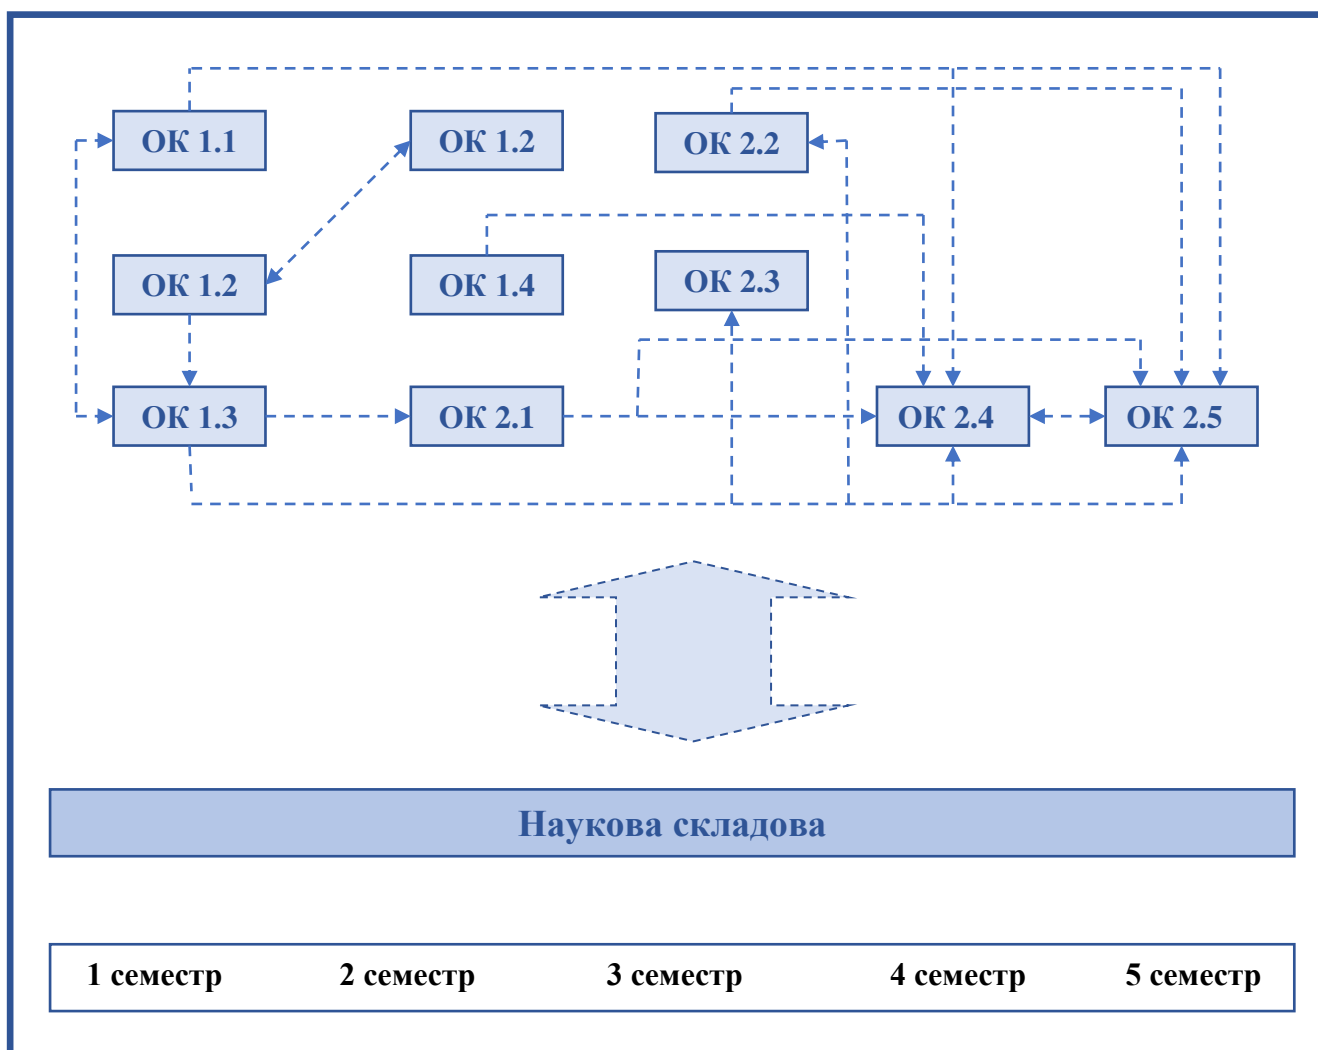 ОК 1.1
ОК 1.2
ОК 2.2
ОК 1.2
ОК 1.4
ОК 2.3
ОК 1.3
ОК 2.1
ОК 2.4
ОК 2.5
Наукова складова
1 семестр
2 семестр
3 семестр
4 семестр
5 семестр